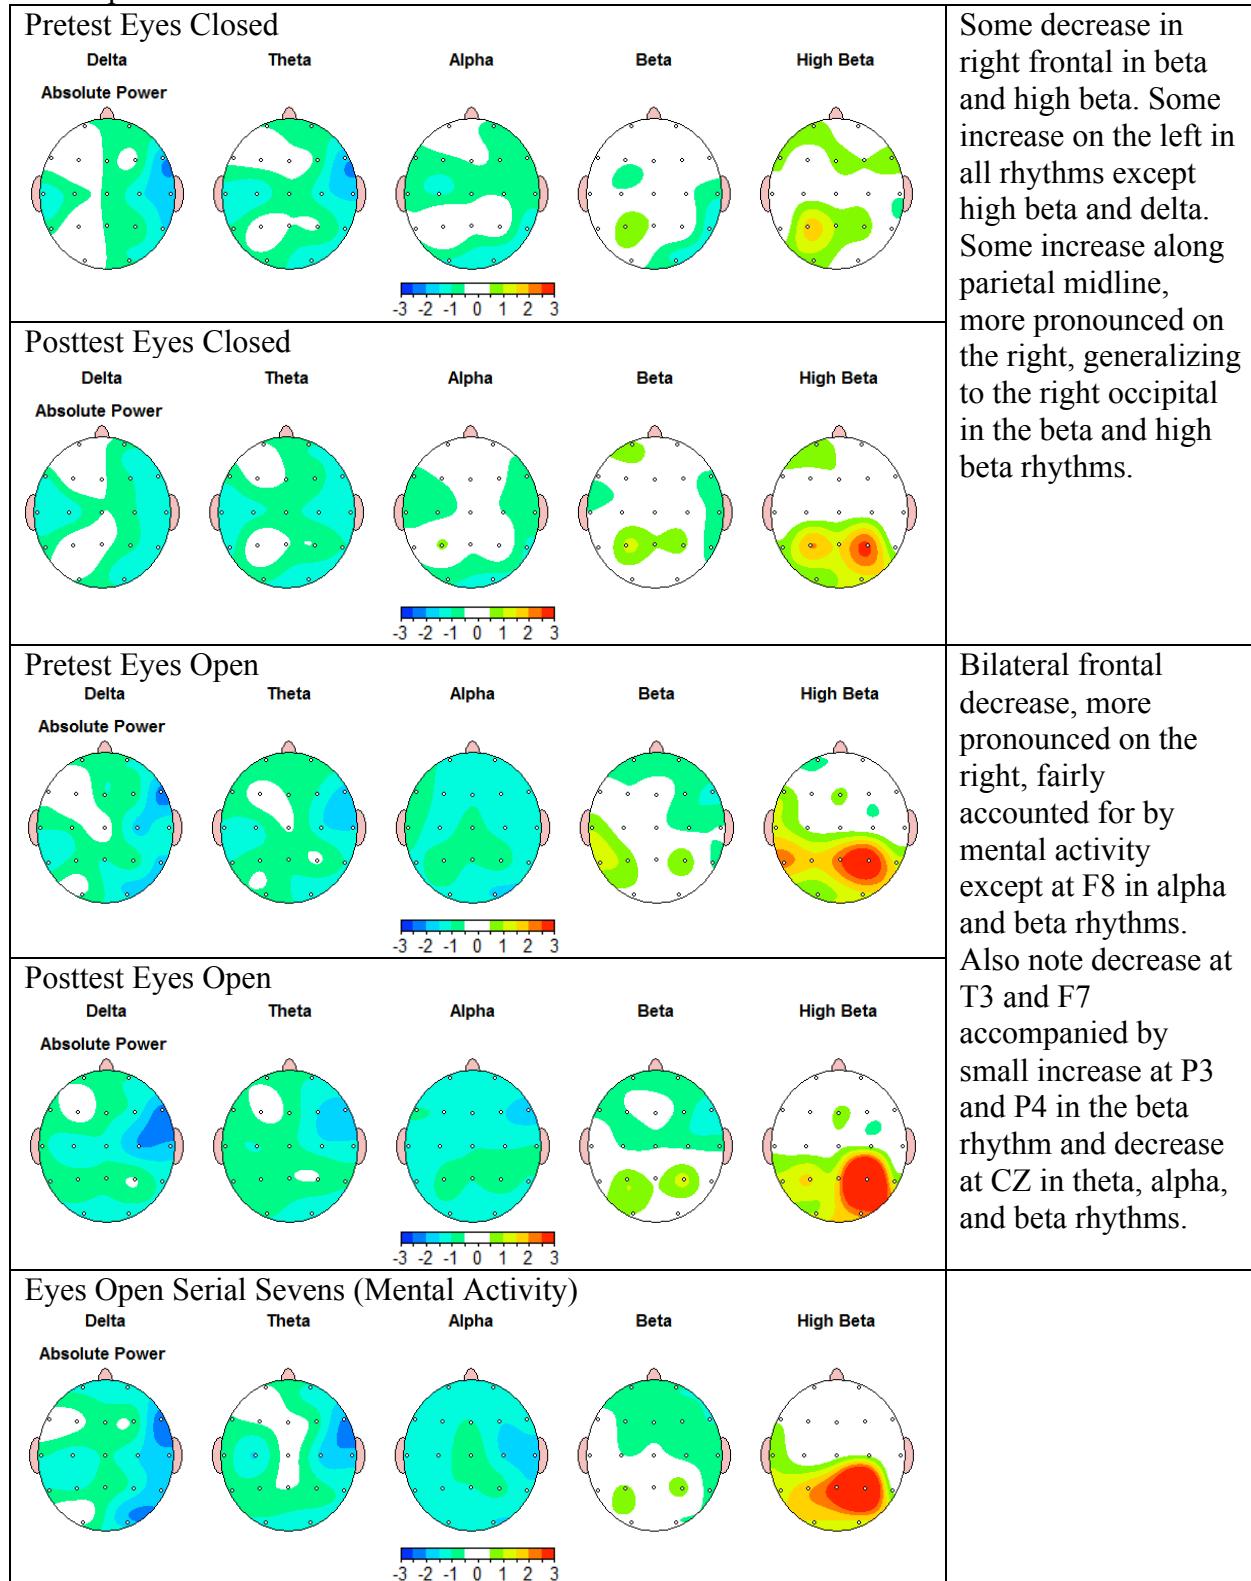 Pretest Eyes Closed
Delta Theta Alpha Beta High Beta
Absolute Power
-3 -2 -1 0 1 2 3
Some decrease in
right frontal in beta
and high beta. Some
increase on the left in
all rhythms except
high beta and delta.
Some increase along
parietal midline,
more pronounced on
the right, generalizing
to the right occipital
in the beta and high
beta rhythms.
Posttest Eyes Closed
Delta Theta Alpha Beta High Beta
Absolute Power
-3 -2 -1 0 1 2 3
Pretest Eyes Open
Delta Theta Alpha Beta High Beta
Absolute Power
-3 -2 -1 0 1 2 3
Bilateral frontal
decrease, more
pronounced on the
right, fairly
accounted for by
mental activity
except at F8 in alpha
and beta rhythms.
Also note decrease at
T3 and F7
accompanied by
small increase at P3
and P4 in the beta
rhythm and decrease
at CZ in theta, alpha,
and beta rhythms.
Posttest Eyes Open
Delta Theta Alpha Beta High Beta
Absolute Power
-3 -2 -1 0 1 2 3
Eyes Open Serial Sevens (Mental Activity)
Delta Theta Alpha Beta High Beta
Absolute Power
-3 -2 -1 0 1 2 3